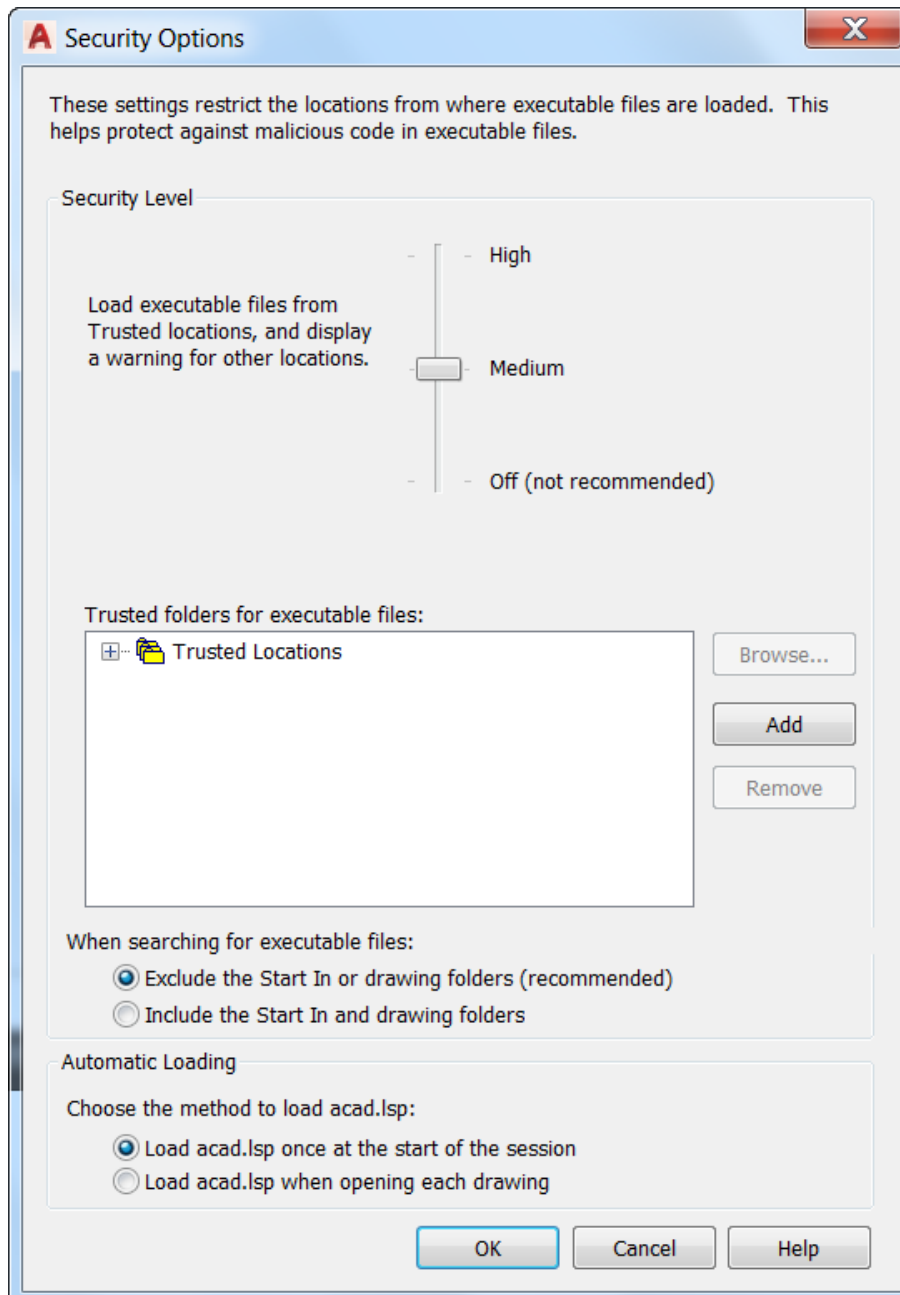 Security Options
These settings restrict the locations from where executable files are loaded.  This
helps protect against malicious code in executable files.
Security Level
High
Load executable files from
Trusted locations, and display
a warning for other locations.
Medium
Off (not recommended)
Trusted folders for executable files:
Trusted Locations
Browse...
Add
Remove
When searching for executable files:
Exclude the Start In or drawing folders (recommended)
Include the Start In and drawing folders
Automatic Loading
Choose the method to load acad.lsp:
Load acad.lsp once at the start of the session
Load acad.lsp when opening each drawing
OK
Cancel
Help